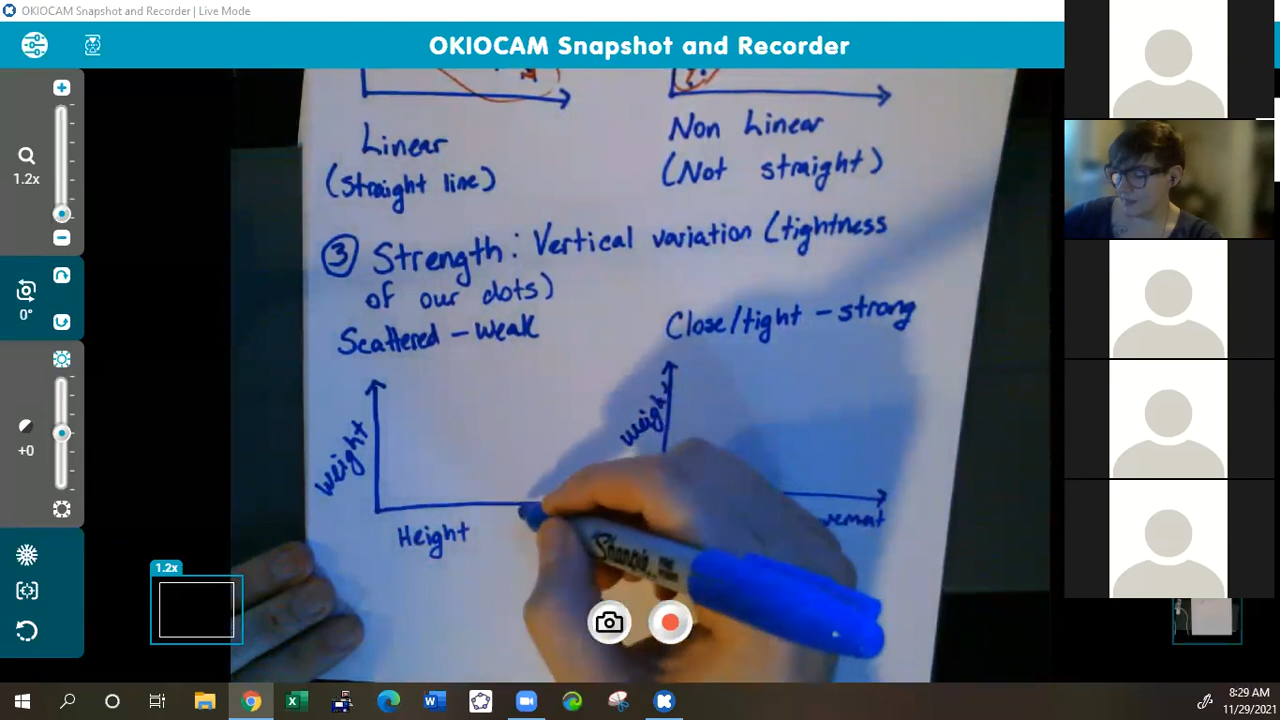 OKIOCAM Snapshot and Recorder | Live Mode
OKIOCAM Snapshot and Recorder
1.2x
0°
+0
Linear
(straight line)
Non Linear
(Not straight)
③ Strength: Vertical variation (tightness
of our dots)
Scattered - weak
Close/tight - strong
Weight
Height
weight
1.2x
Sharpie
8:29 AM
11/29/2021